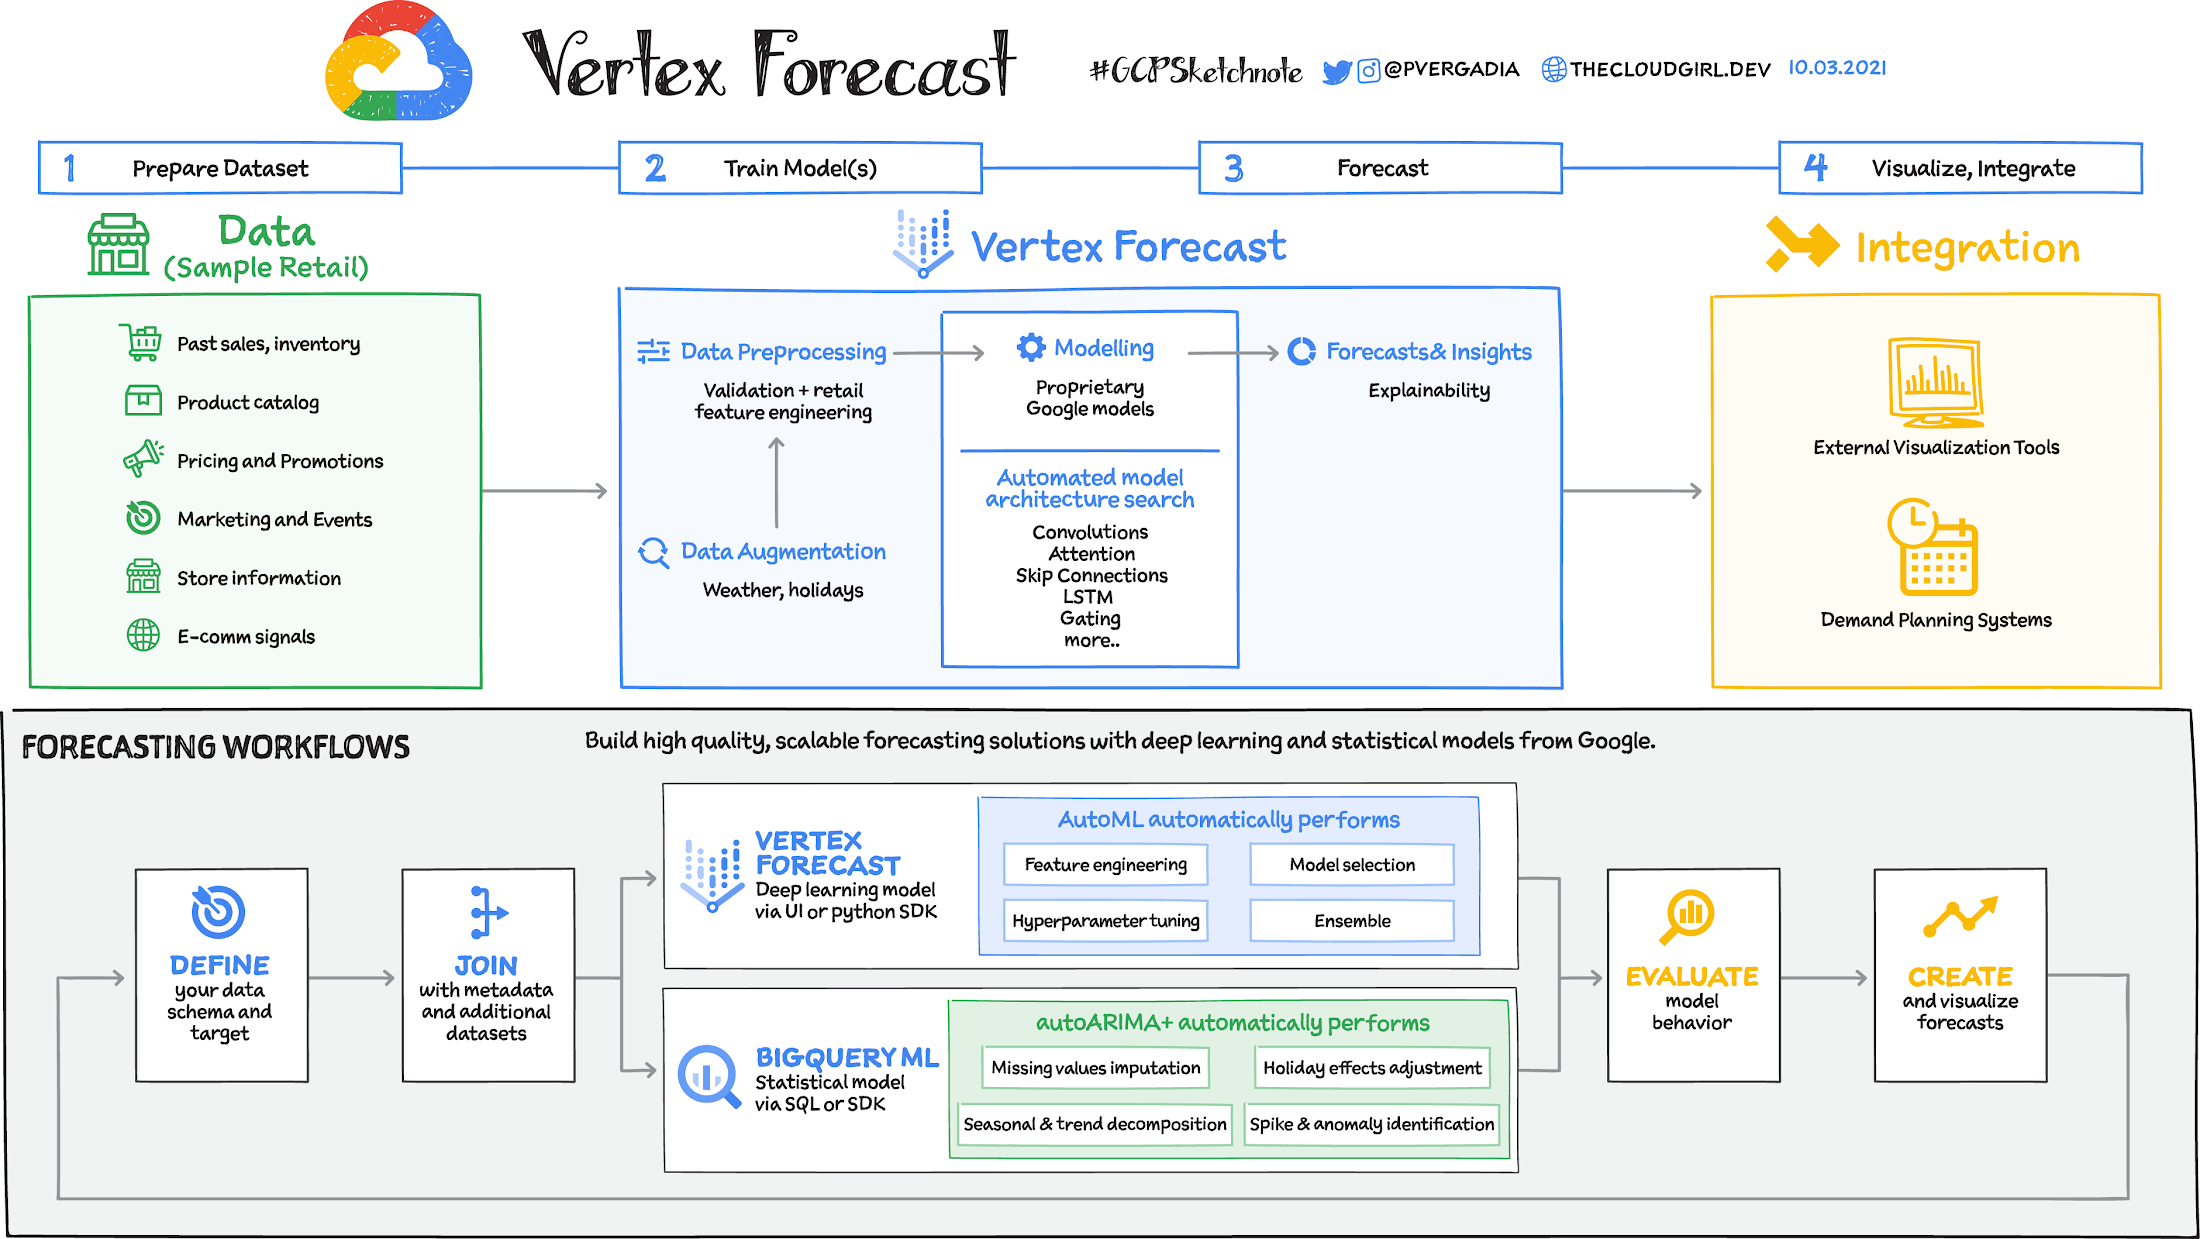 Vertex Forecast
#GCPSketchnote
@PVERGADIA
THECLOUDGIRL.DEV
10.03.2021
1 Prepare Dataset
2 Train Model(s)
3 Forecast
4 Visualize, Integrate
Data
(Sample Retail)
Past sales, inventory
Product catalog
Pricing and Promotions
Marketing and Events
Store information
E-comm signals
Vertex Forecast
Data Preprocessing
Validation + retail
feature engineering
Data Augmentation
Weather, holidays
Modelling
Proprietary
Google models
Automated model
architecture search
Convolutions
Attention
Skip Connections
LSTM
Gating
more..
Forecasts& Insights
Explainability
Integration
External Visualization Tools
Demand Planning Systems
FORECASTING WORKFLOWS
Build high quality, scalable forecasting solutions with deep learning and statistical models from Google.
DEFINE
your data
schema and
target
JOIN
with metadata
and additional
datasets
VERTEX
FORECAST
Deep learning model
via UI or python SDK
AutoML automatically performs
Feature engineering
Model selection
Hyperparameter tuning
Ensemble
BIGQUERY ML
Statistical model
via SQL or SDK
autoARIMA+ automatically performs
Missing values imputation
Holiday effects adjustment
Seasonal & trend decomposition
Spike & anomaly identification
EVALUATE
model
behavior
CREATE
and visualize
forecasts